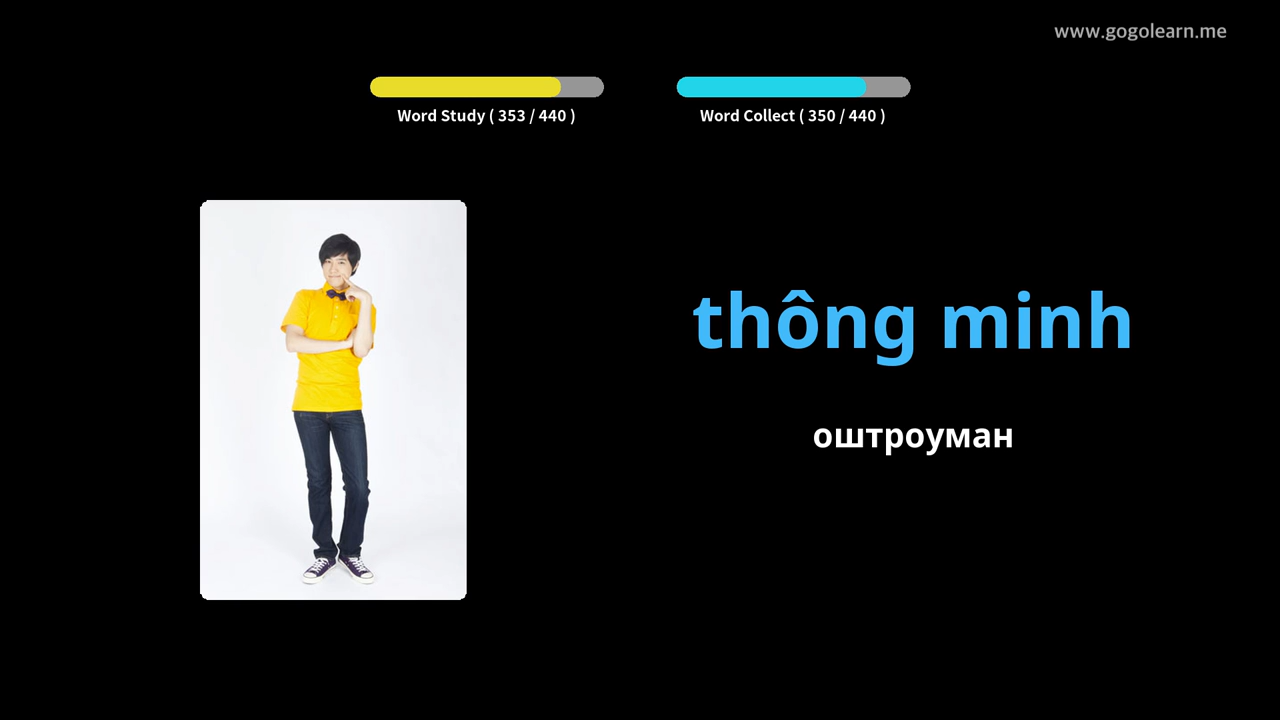 www.gogolearn.me
Word Study ( 353 / 440 )
Word Collect ( 350 / 440 )
thông minh
оштроуман